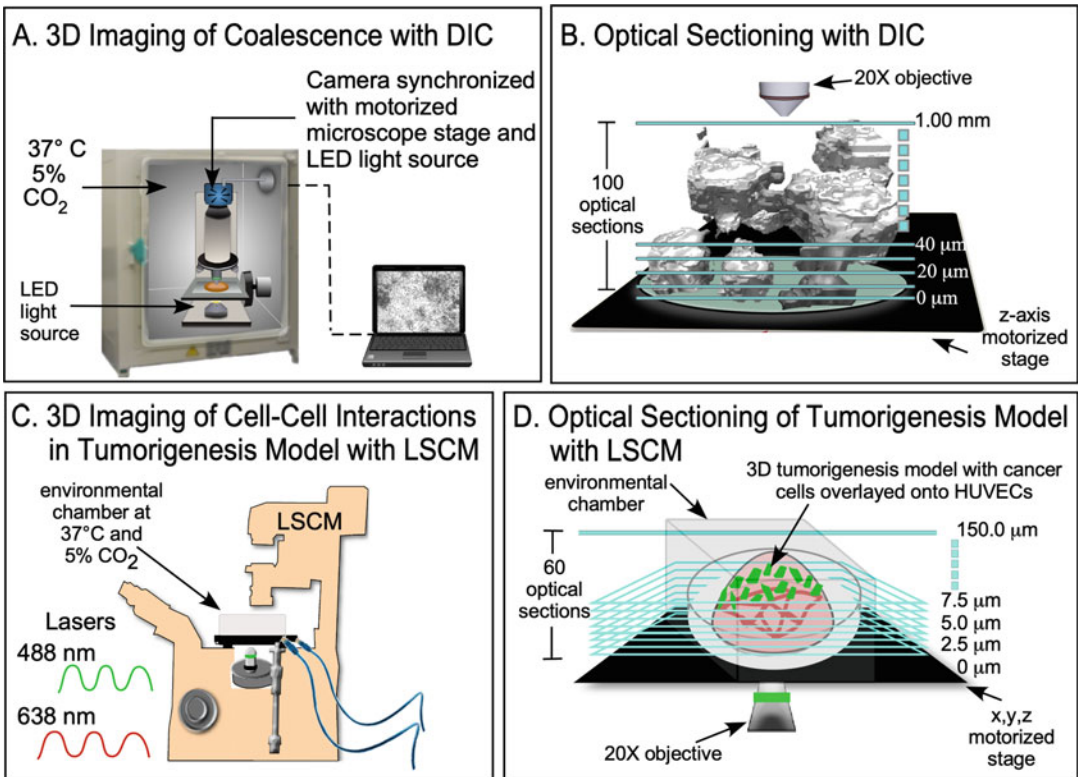 A. 3D Imaging of Coalescence with DIC
Camera synchronized
with motorized
microscope stage and
LED light source
37° C
5%
CO₂
LED
light
source
B. Optical Sectioning with DIC
20X objective
1.00 mm
100
optical
sections
40 µm
20 µm
0 µm
z-axis
motorized
stage
C. 3D Imaging of Cell-Cell Interactions
in Tumorigenesis Model with LSCM
environmental
chamber at
37°C and
5% CO₂
LSCM
Lasers
488 nm
638 nm
D. Optical Sectioning of Tumorigenesis Model
with LSCM
3D tumorigenesis model with cancer
cells overlayed onto HUVECs
environmental
chamber
150.0 µm
60
optical
sections
7.5 µm
5.0 µm
2.5 µm
0 µm
20X objective
x,y,z
motorized
stage